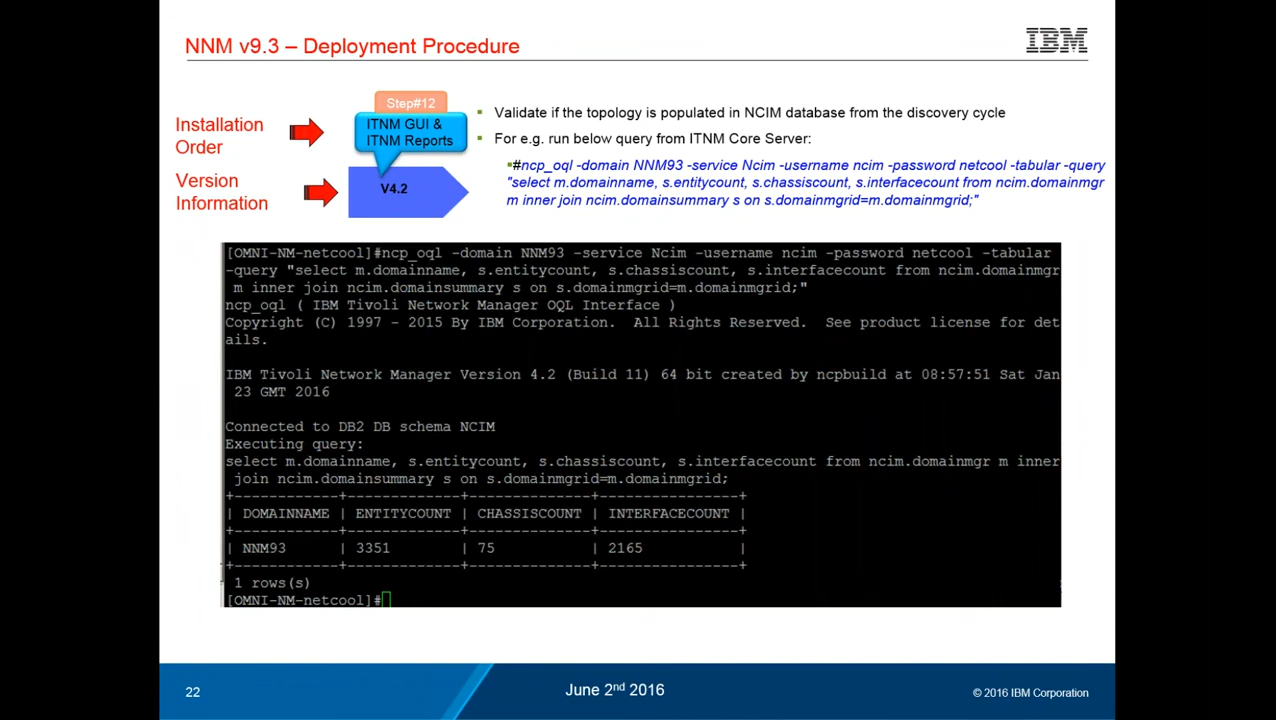 NNM v9.3 – Deployment Procedure
IBM
Installation
Order
Step#12
ITNM GUI &
ITNM Reports
Version
Information
V4.2
Validate if the topology is populated in NCIM database from the discovery cycle
For e.g. run below query from ITNM Core Server:
#ncp_oql -domain NNM93 -service Ncim -username ncim -password netcool -tabular -query
"select m.domainname, s.entitycount, s.chassiscount, s.interfacecount from ncim.domainmgr
m inner join ncim.domainsummary s on s.domainmgrid=m.domainmgrid;"
[OMNI-NM-netcool]#ncp_oql -domain NNM93 -service Ncim -username ncim -password netcool -tabular
-query "select m.domainname, s.entitycount, s.chassiscount, s.interfacecount from ncim.domainmgr
m inner join ncim.domainsummary s on s.domainmgrid=m.domainmgrid;"
ncp_oql ( IBM Tivoli Network Manager OQL Interface )
Copyright (C) 1997 - 2015 By IBM Corporation.  All Rights Reserved.  See product license for det
ails.
IBM Tivoli Network Manager Version 4.2 (Build 11) 64 bit created by ncpbuild at 08:57:51 Sat Jan
23 GMT 2016
Connected to DB2 DB schema NCIM
Executing query:
select m.domainname, s.entitycount, s.chassiscount, s.interfacecount from ncim.domainmgr m inner
join ncim.domainsummary s on s.domainmgrid=m.domainmgrid;
+------------+-------------+--------------+----------------+
| DOMAINNAME | ENTITYCOUNT | CHASSISCOUNT | INTERFACECOUNT |
+------------+-------------+--------------+----------------+
| NNM93      | 3351        | 75           | 2165           |
+------------+-------------+--------------+----------------+
1 rows(s)
[OMNI-NM-netcool]#
22
June 2nd 2016
© 2016 IBM Corporation